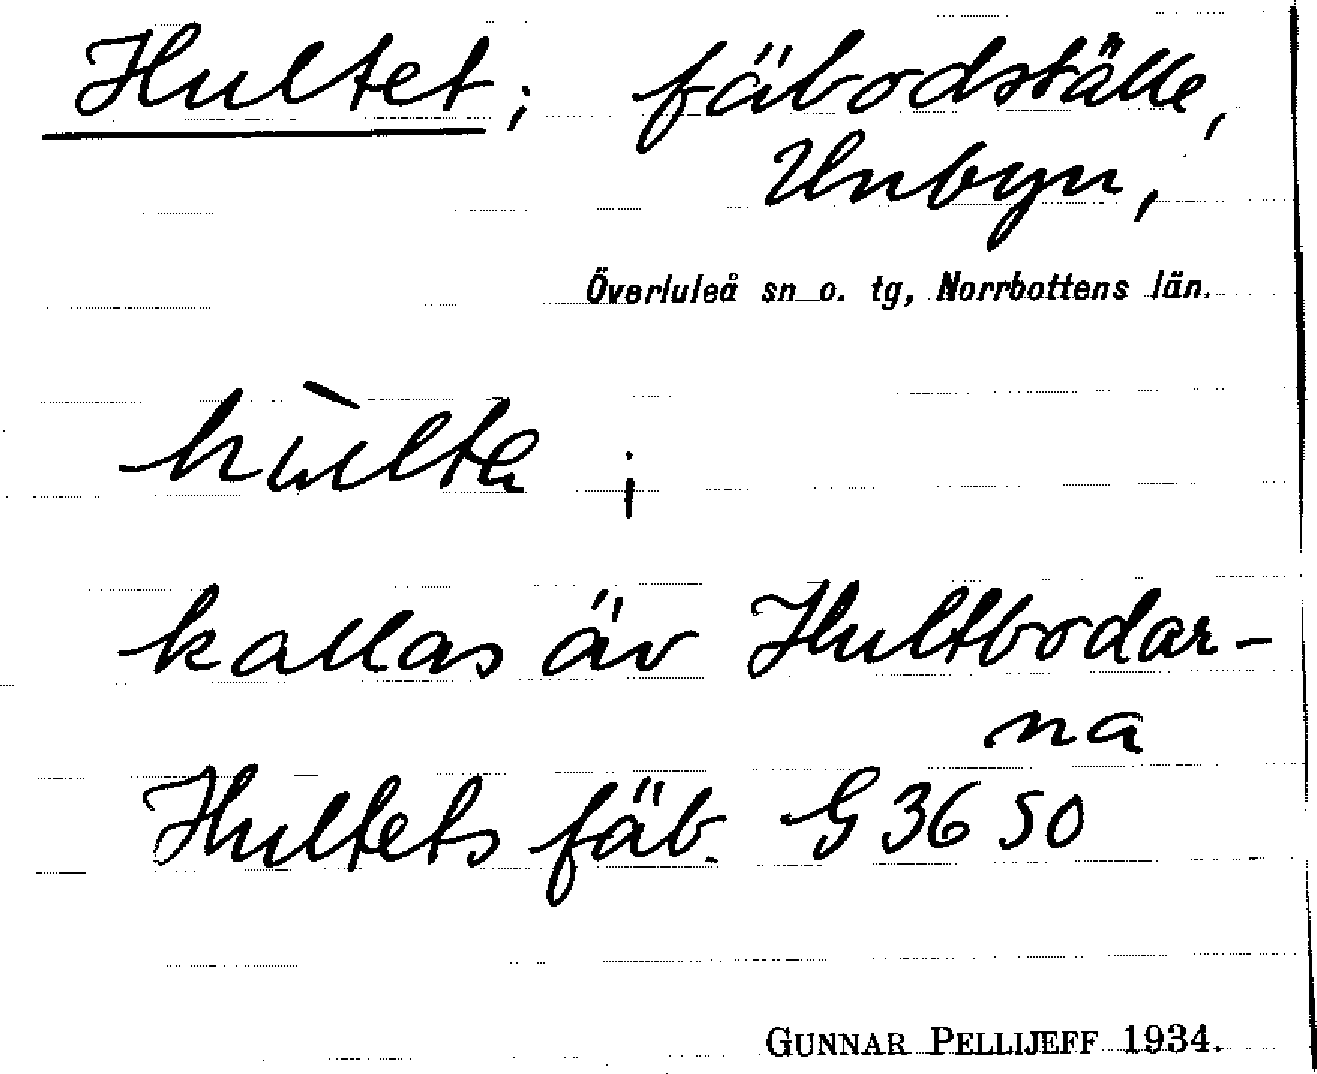 Hultet; fäbodställe,
Unbyn,
Överluleå sn o. tg, Norrbottens län.
kallas äv Hultbodar-
na
Hultets fäb. G 36 50
GUNNAR PELLIJEFF 1934.